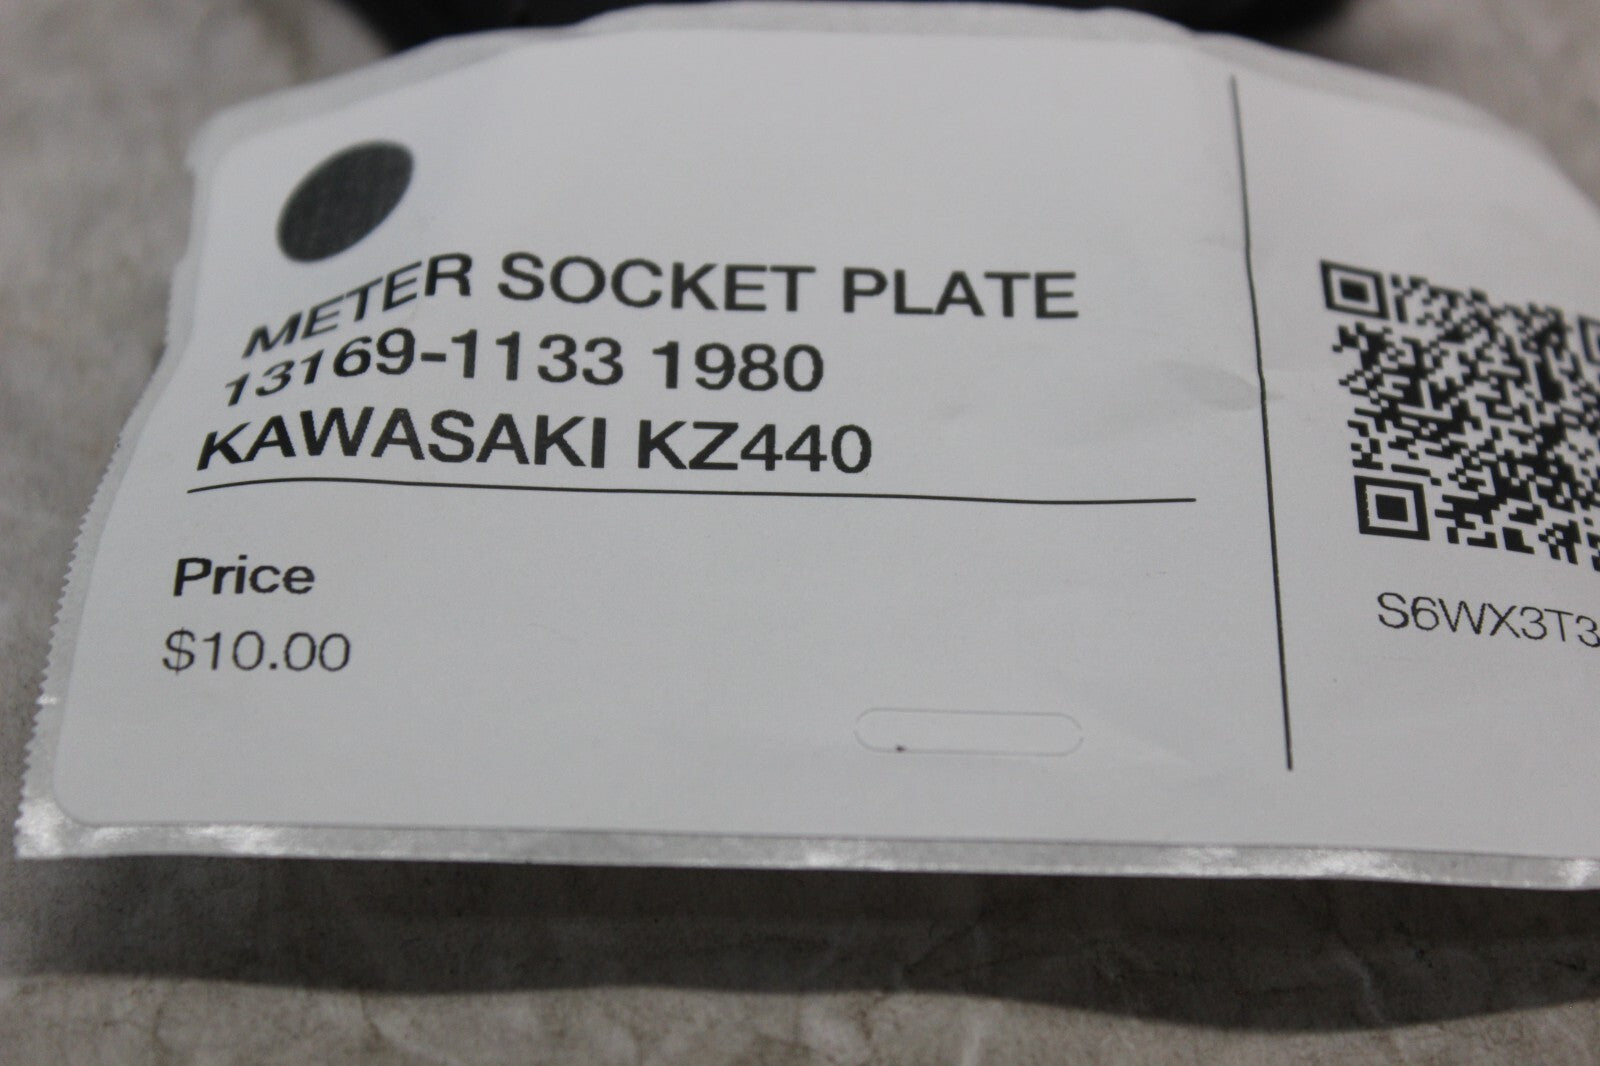 METER SOCKET PLATE
13169-1133 1980
KAWASAKI KZ440
Price
$10.00
S6WX3T3